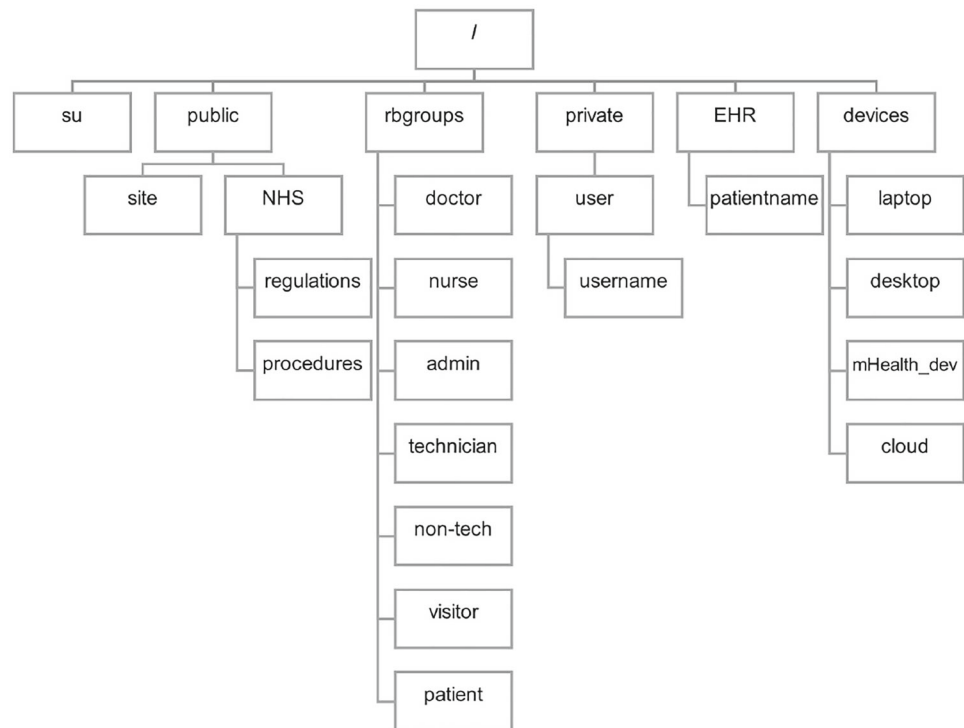 /
su
public
rbgroups
private
EHR
devices
site
NHS
doctor
user
patientname
laptop
regulations
nurse
username
desktop
procedures
admin
mHealth_dev
technician
cloud
non-tech
visitor
patient